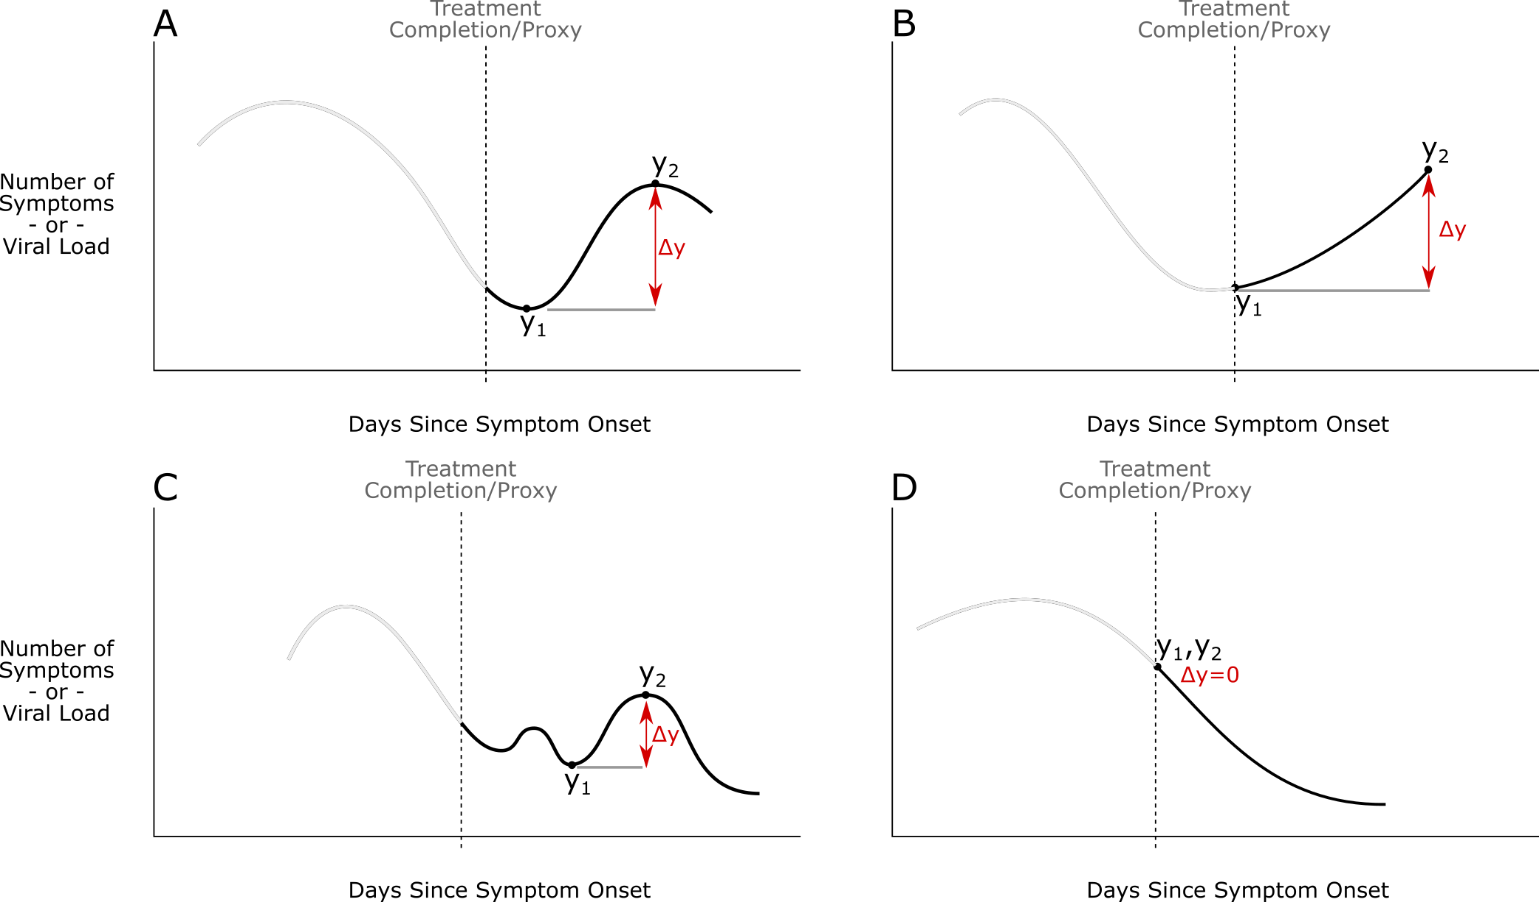 A
Treatment
Completion/Proxy
Number of
Symptoms
- or -
Viral Load
y2
Δy
y1
Days Since Symptom Onset
B
Treatment
Completion/Proxy
y2
Δy
y1
Days Since Symptom Onset
C
Treatment
Completion/Proxy
Number of
Symptoms
- or -
Viral Load
y2
Δy
y1
Days Since Symptom Onset
D
Treatment
Completion/Proxy
y1,y2
Δy=0
Days Since Symptom Onset